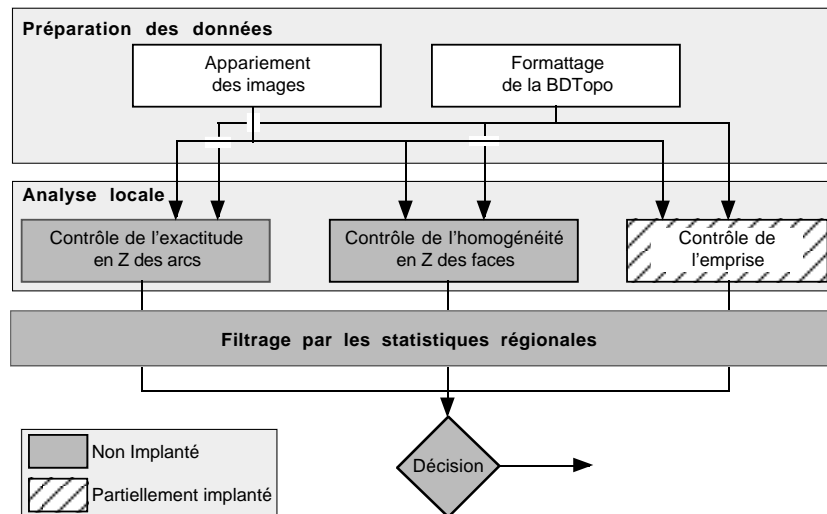 Préparation des données
Appariement
des images
Formattage
de la BDTopo
Analyse locale
Contrôle de l'exactitude
en Z des arcs
Contrôle de l'homogénéité
en Z des faces
Contrôle de
l'emprise
Filtrage par les statistiques régionales
Décision
Non Implanté
Partiellement implanté